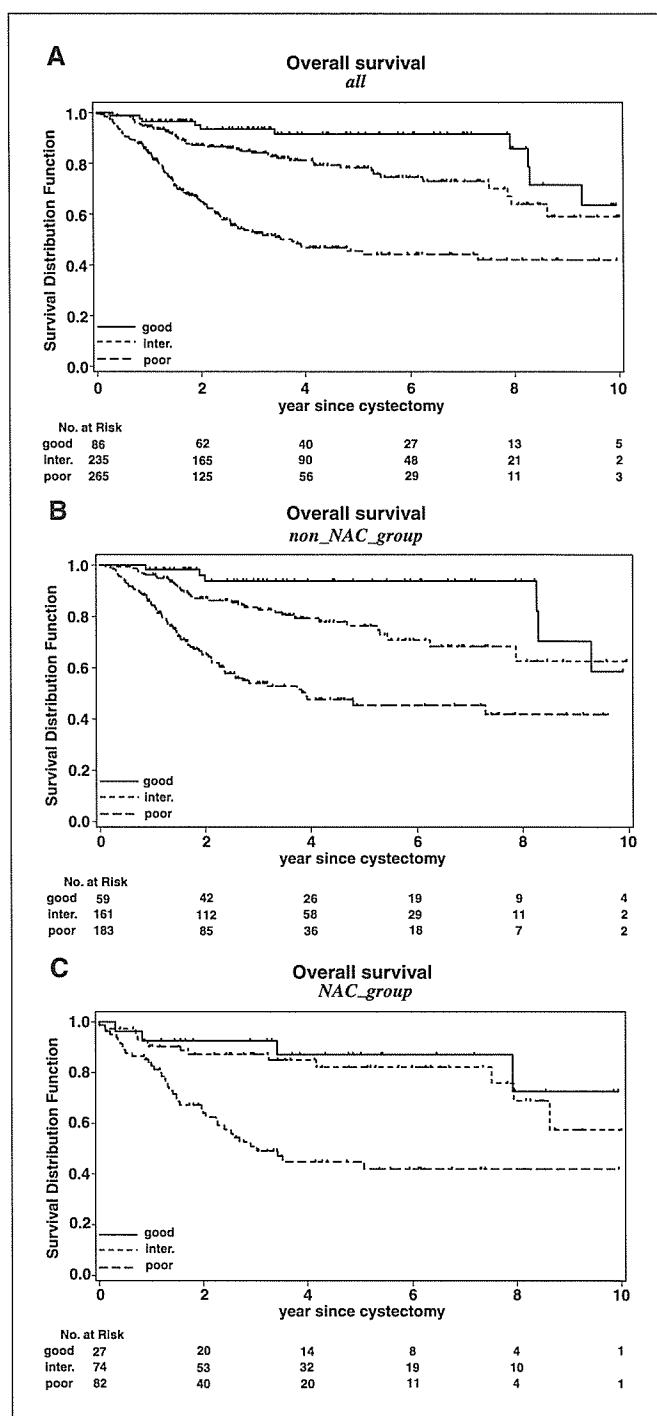 A
Overall survival
all
Survival Distribution Function
1.0
0.8
0.6
0.4
0.2
0.0
good
inter.
poor
0 2 4 6 8 10
year since cystectomy
No. at Risk
good 86 62 40 27 13 5
inter. 235 165 90 48 21 2
poor 265 125 56 29 11 3
B
Overall survival
non_NAC_group
Survival Distribution Function
1.0
0.8
0.6
0.4
0.2
0.0
good
inter.
poor
0 2 4 6 8 10
year since cystectomy
No. at Risk
good 59 42 26 19 9 4
inter. 161 112 58 29 11 2
poor 183 85 36 18 7 2
C
Overall survival
NAC_group
Survival Distribution Function
1.0
0.8
0.6
0.4
0.2
0.0
good
inter.
poor
0 2 4 6 8 10
year since cystectomy
No. at Risk
good 27 20 14 8 4 1
inter. 74 53 32 19 10
poor 82 40 20 11 4 1